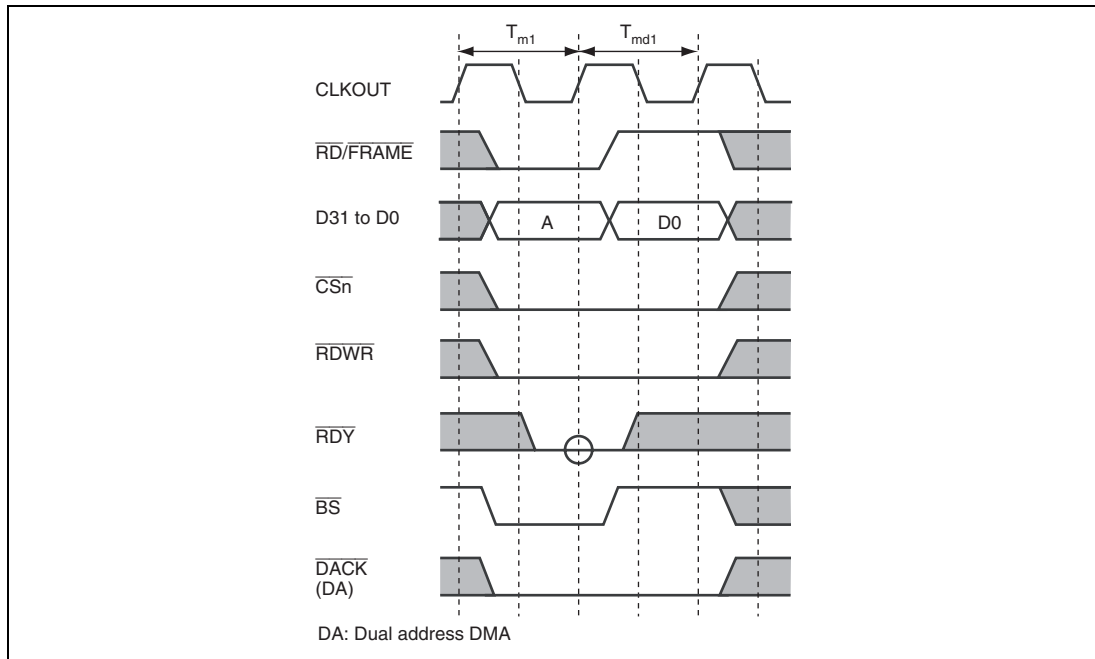 Tm1 Tmd1
CLKOUT
RD/FRAME
D31 to D0 A D0
CSn
RDWR
RDY
BS
DACK
(DA)
DA: Dual address DMA